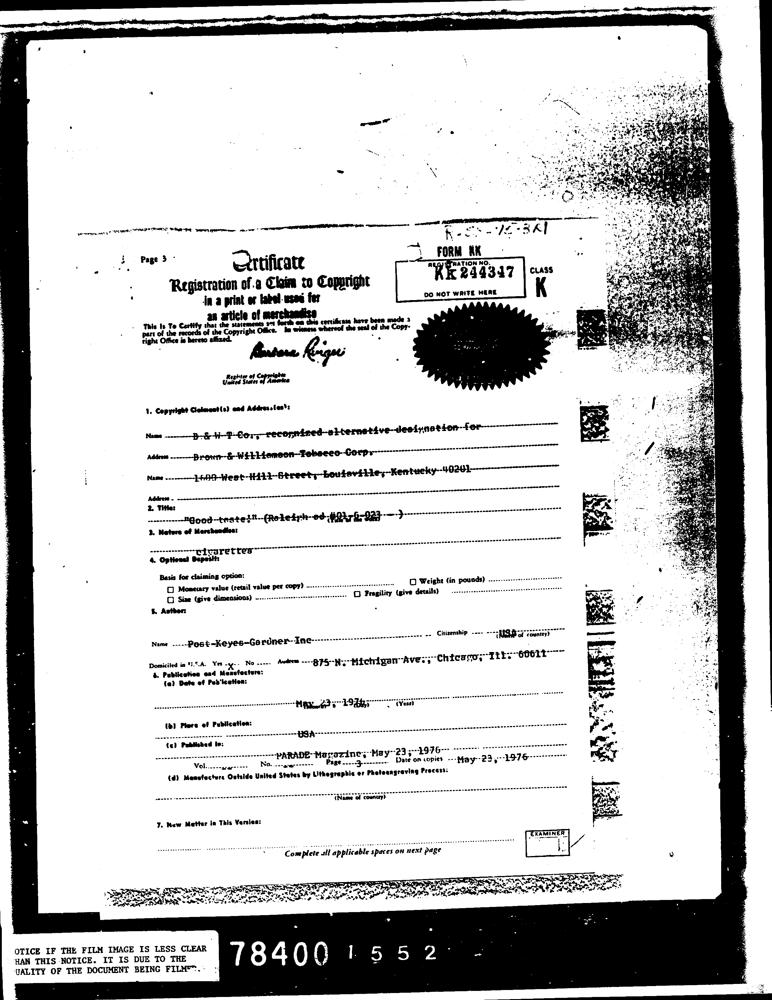 Page 3
Certificate
Registration of a Claim to Copyright
in a print or label used for
an article of merchandise
This Is To Certify that the statements set forth on this certificate have been made a
part of the records of the Copyright Office. In witness whereof the seal of the Copy-
right Office is hereto affixed.
Barbara Ringer
Register of Copyrights
United States of America
FORM KK
REGISTRATION NO.
KK 244347
DO NOT WRITE HERE
CLASS
K
1. Copyright Claimant(s) and Address(es):
Name B & W T Co., recognized alternative designation for
Address Brown & Williamson Tobacco Corp.
Name 1600 West Hill Street, Louisville, Kentucky 40201
Address
2. Title:
"Good taste!" (Raleigh ad #01-6-023 - )
3. Nature of Merchandise:
cigarettes
4. Optional Deposit:
Basis for claiming option:
Monetary value (retail value per copy)
Weight (in pounds)
Size (give dimensions)
Fragility (give details)
5. Author:
Name Post-Keyes-Gardner Inc
Citizenship USA
(Name of country)
Domiciled in U.S.A. Yes X No Address 875 N. Michigan Ave., Chicago, Ill. 60611
6. Publication and Manufacture:
(a) Date of Publication:
May 23, 1976
(Year)
(b) Place of Publication:
USA
(c) Published in:
PARADE Magazine, May 23, 1976
Vol. No. Page 3 Date on copies May 23, 1976
(d) Manufacture Outside United States by Lithographic or Photoengraving Process:
(Name of country)
7. New Matter in This Version:
EXAMINER
Complete all applicable spaces on next page
OTICE IF THE FILM IMAGE IS LESS CLEAR
HAN THIS NOTICE. IT IS DUE TO THE
UALITY OF THE DOCUMENT BEING FILM
78400 1552